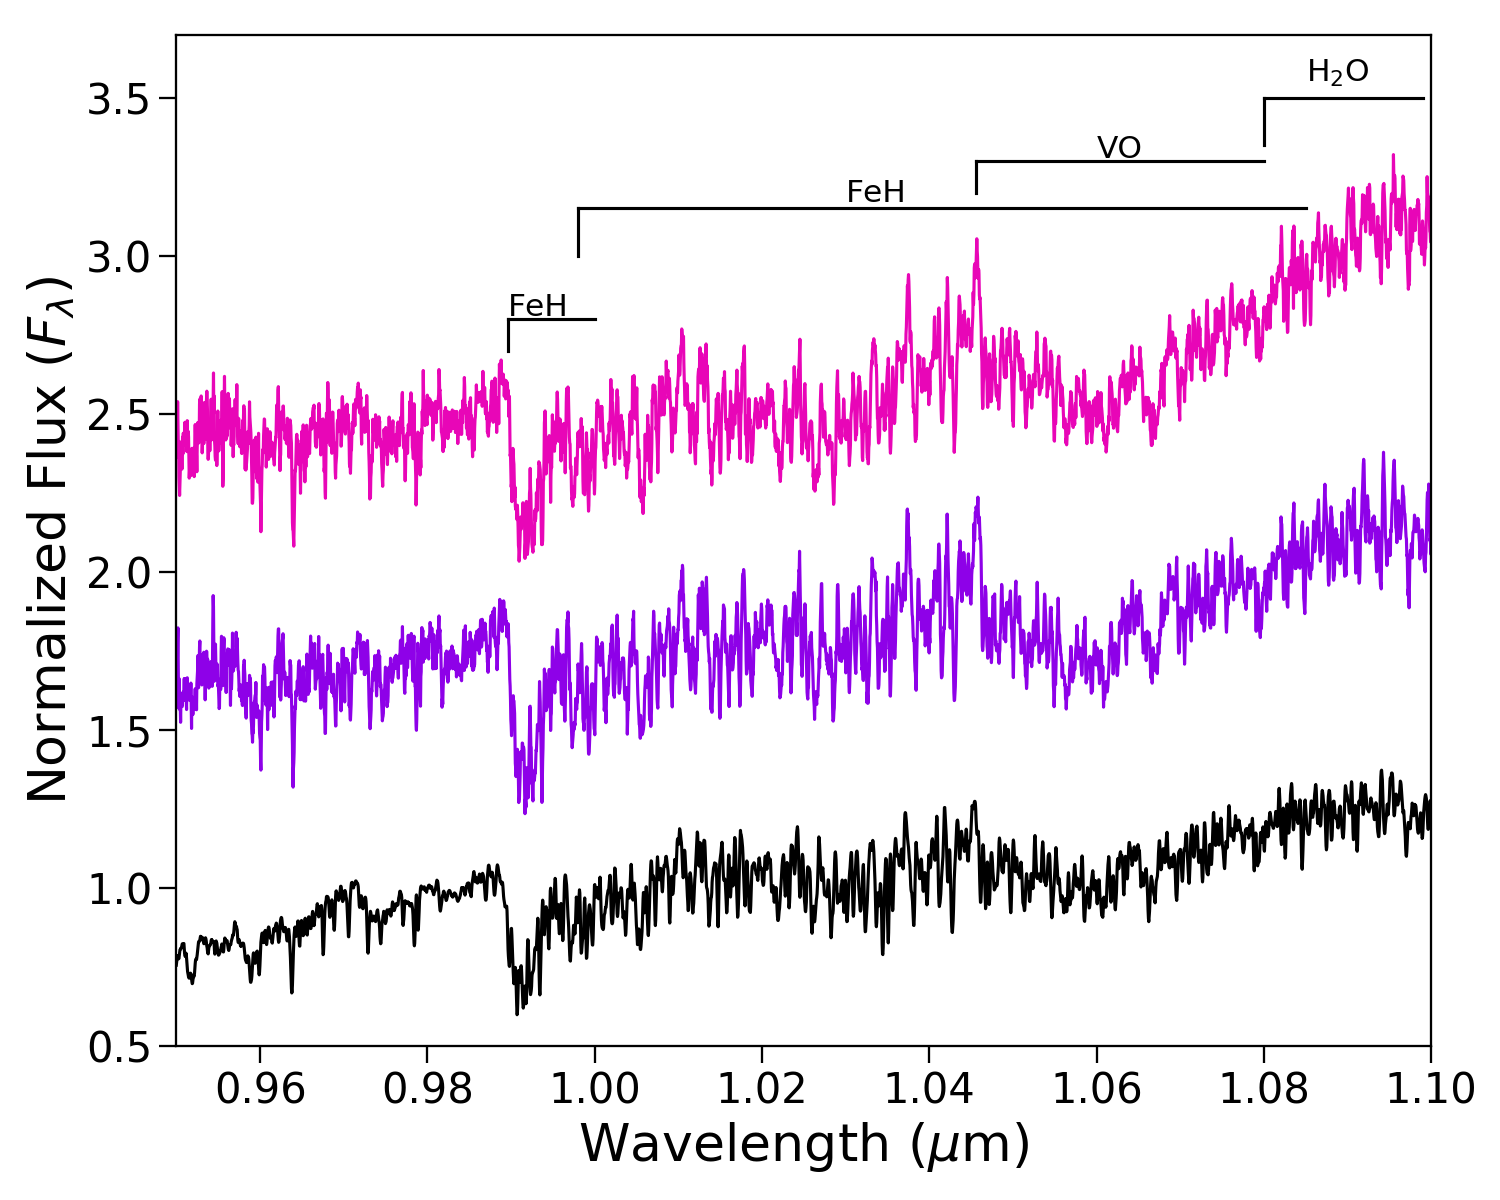 H₂O
VO
FeH
FeH
3.5
3.0
2.5
2.0
1.5
1.0
0.5
Normalized Flux (Fλ)
0.96 0.98 1.00 1.02 1.04 1.06 1.08 1.10
Wavelength (μm)